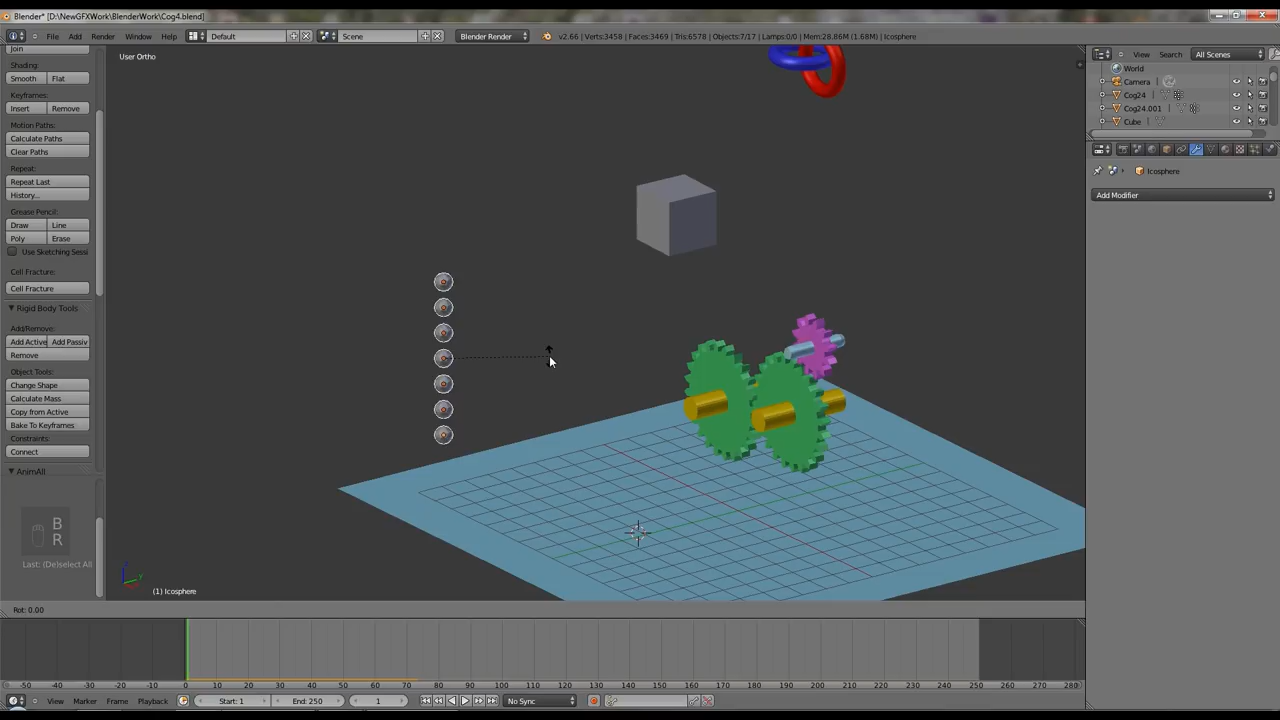 Blender* [D:\NewGFXWork\BlenderWork\Cog4.blend]
File Add Render Window Help Default Scene Blender Render v2.66 | Verts:3458 | Faces:3469 | Tris:6578 | Objects:7/17 | Lamps:0/0 | Mem:28.86M (1.68M) | Icosphere
Join
Shading:
Smooth Flat
Keyframes:
Insert Remove
Motion Paths:
Calculate Paths
Clear Paths
Repeat:
Repeat Last
History...
Grease Pencil:
Draw Line
Poly Erase
Use Sketching Sessi
Cell Fracture:
Cell Fracture
Rigid Body Tools
Add/Remove:
Add Active Add Passiv
Remove
Object Tools:
Change Shape
Calculate Mass
Copy from Active
Bake To Keyframes
Constraints:
Connect
AnimAll
B
R
Last: (De)select All
User Ortho
(1) Icosphere
Rot: 0.00
View Search All Scenes
World
Camera
Cog24
Cog24.001
Cube
Icosphere
Add Modifier
-50 -40 -30 -20 -10 0 10 20 30 40 50 60 70 80 90 100 110 120 130 140 150 160 170 180 190 200 210 220 230 240 250 260 270 280
View Marker Frame Playback Start: 1 End: 250 1 No Sync